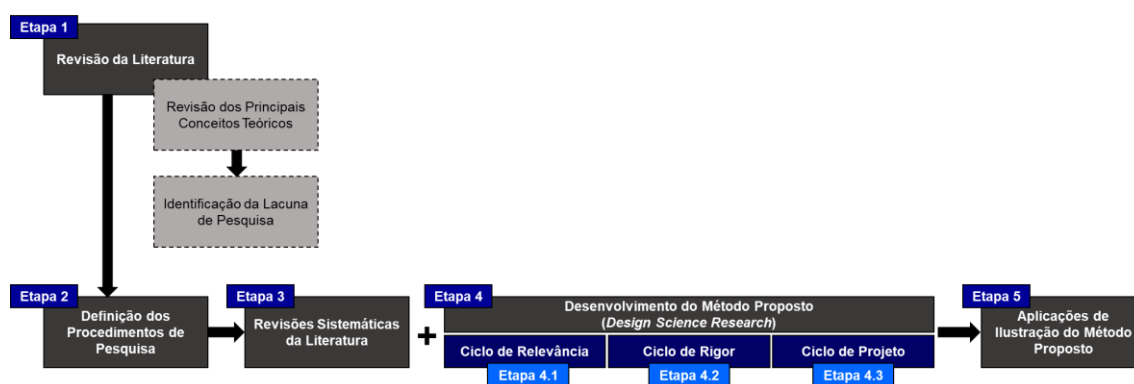 Etapa 1
Revisão da Literatura
Revisão dos Principais
Conceitos Teóricos
Identificação da Lacuna
de Pesquisa
Etapa 2
Definição dos
Procedimentos de
Pesquisa
Etapa 3
Revisões Sistemáticas
da Literatura
+
Etapa 4
Desenvolvimento do Método Proposto
(Design Science Research)
Ciclo de Relevância
Etapa 4.1
Ciclo de Rigor
Etapa 4.2
Ciclo de Projeto
Etapa 4.3
Etapa 5
Aplicações de
Ilustração do Método
Proposto